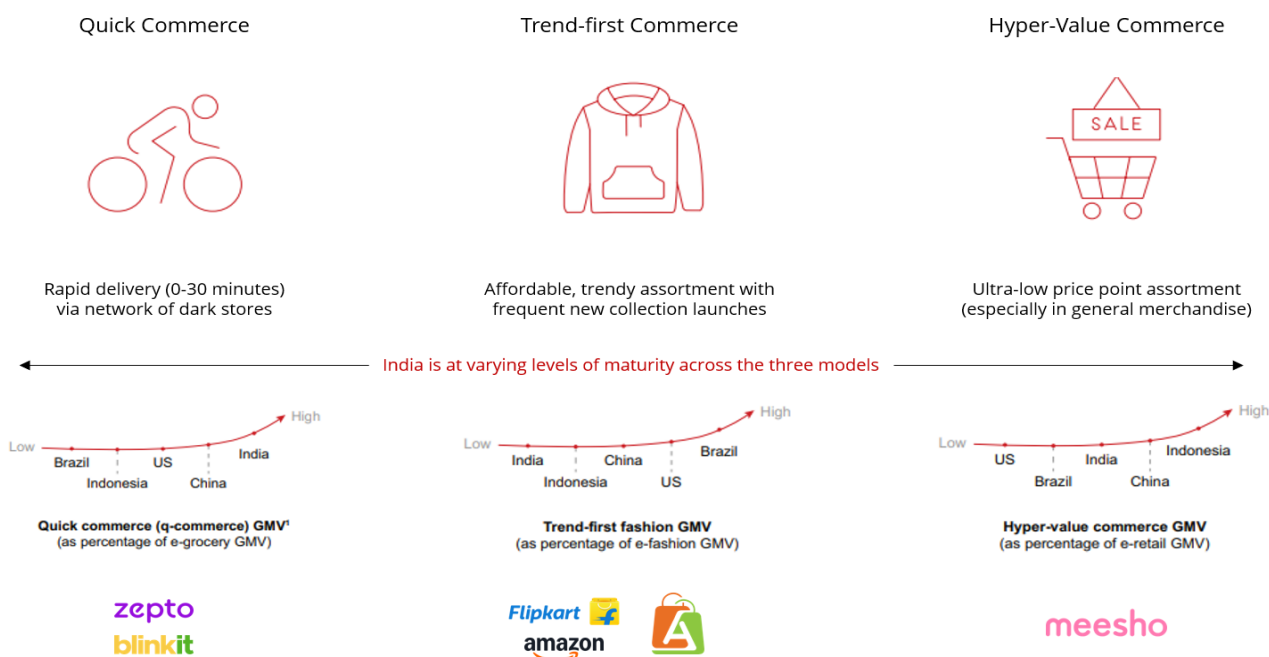 Quick Commerce
Trend-first Commerce
Hyper-Value Commerce
SALE
Rapid delivery (0-30 minutes)
via network of dark stores
Affordable, trendy assortment with
frequent new collection launches
Ultra-low price point assortment
(especially in general merchandise)
India is at varying levels of maturity across the three models
Low
High
Brazil
Indonesia
US
China
India
Quick commerce (q-commerce) GMV¹
(as percentage of e-grocery GMV)
Low
High
India
Indonesia
China
US
Brazil
Trend-first fashion GMV
(as percentage of e-fashion GMV)
Low
High
US
Brazil
India
China
Indonesia
Hyper-value commerce GMV
(as percentage of e-retail GMV)
zepto
blinkit
Flipkart
f
amazon
A
meesho